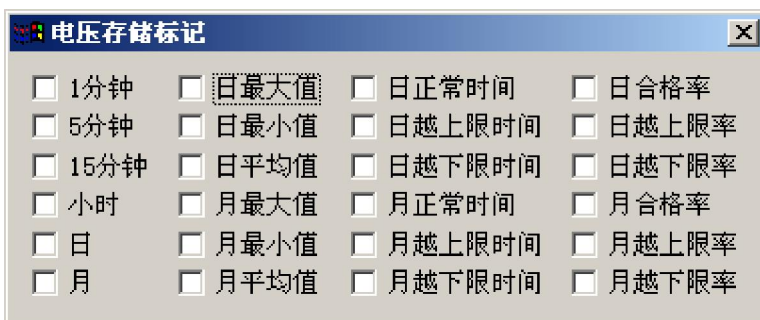 电压存储标记
1分钟 日最大值 日正常时间 日合格率
5分钟 日最小值 日越上限时间 日越上限率
15分钟 日平均值 日越下限时间 日越下限率
小时 月最大值 月正常时间 月合格率
日 月最小值 月越上限时间 月越上限率
月 月平均值 月越下限时间 月越下限率